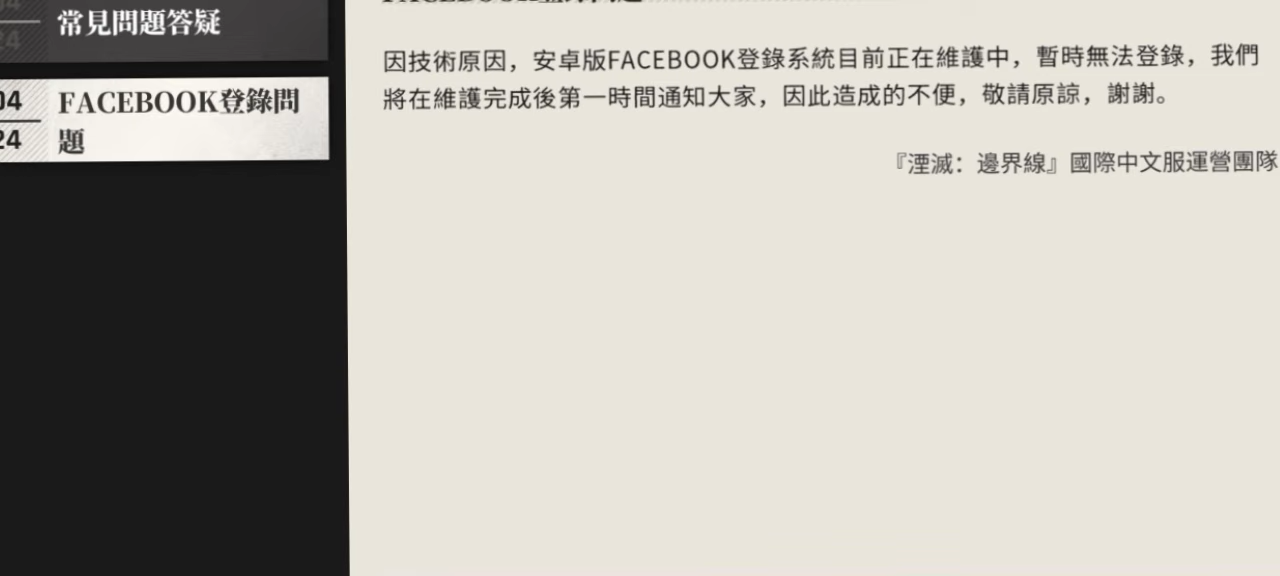 常見問題答疑
04
24
FACEBOOK登錄問
題
因技術原因，安卓版FACEBOOK登錄系統目前正在維護中，暫時無法登錄，我們
將在維護完成後第一時間通知大家，因此造成的不便，敬請原諒，謝謝。
『湮滅：邊界線』國際中文服運營團隊